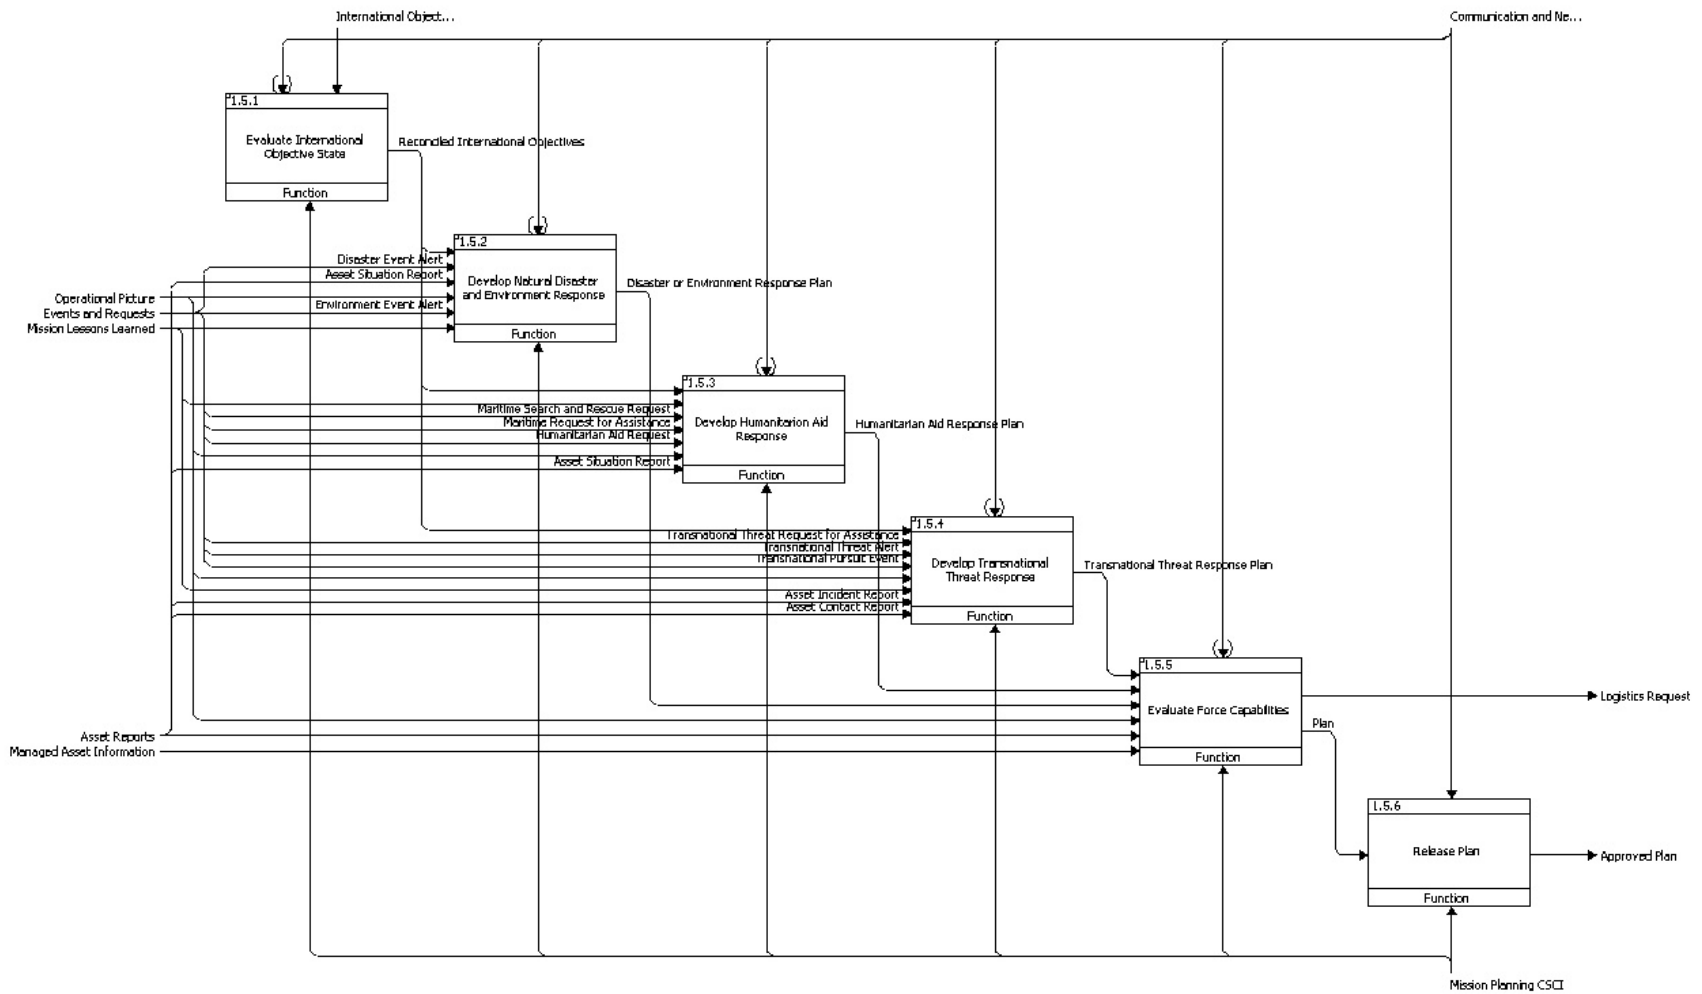 International Object...
Communication and Ne...
1.5.1
Evaluate International
Objective State
Function
Reconciled International Objectives
1.5.2
Develop Natural Disaster
and Environment Response
Function
Disaster Event Alert
Asset Situation Report
Environment Event Alert
Operational Picture
Events and Requests
Mission Lessons Learned
Disaster or Environment Response Plan
1.5.3
Develop Humanitarian Aid
Response
Function
Maritime Search and Rescue Request
Maritime Request for Assistance
Humanitarian Aid Request
Asset Situation Report
Humanitarian Aid Response Plan
1.5.4
Develop Transnational
Threat Response
Function
Transnational Threat Request for Assistance
Transnational Threat Alert
Transnational Pursuit Event
Asset Incident Report
Asset Contact Report
Transnational Threat Response Plan
1.5.5
Evaluate Force Capabilities
Function
Asset Reports
Managed Asset Information
Logistics Request
Plan
1.5.6
Release Plan
Function
Approved Plan
Mission Planning CSCI